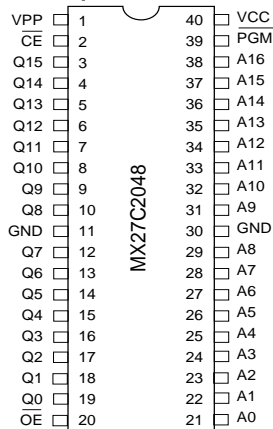 VPP 1 40 VCC
CE 2 39 PGM
Q15 3 38 A16
Q14 4 37 A15
Q13 5 36 A14
Q12 6 35 A13
Q11 7 34 A12
Q10 8 33 A11
Q9 9 32 A10
Q8 10 31 A9
GND 11 30 GND
Q7 12 29 A8
Q6 13 28 A7
Q5 14 27 A6
Q4 15 26 A5
Q3 16 25 A4
Q2 17 24 A3
Q1 18 23 A2
Q0 19 22 A1
OE 20 21 A0
MX27C2048